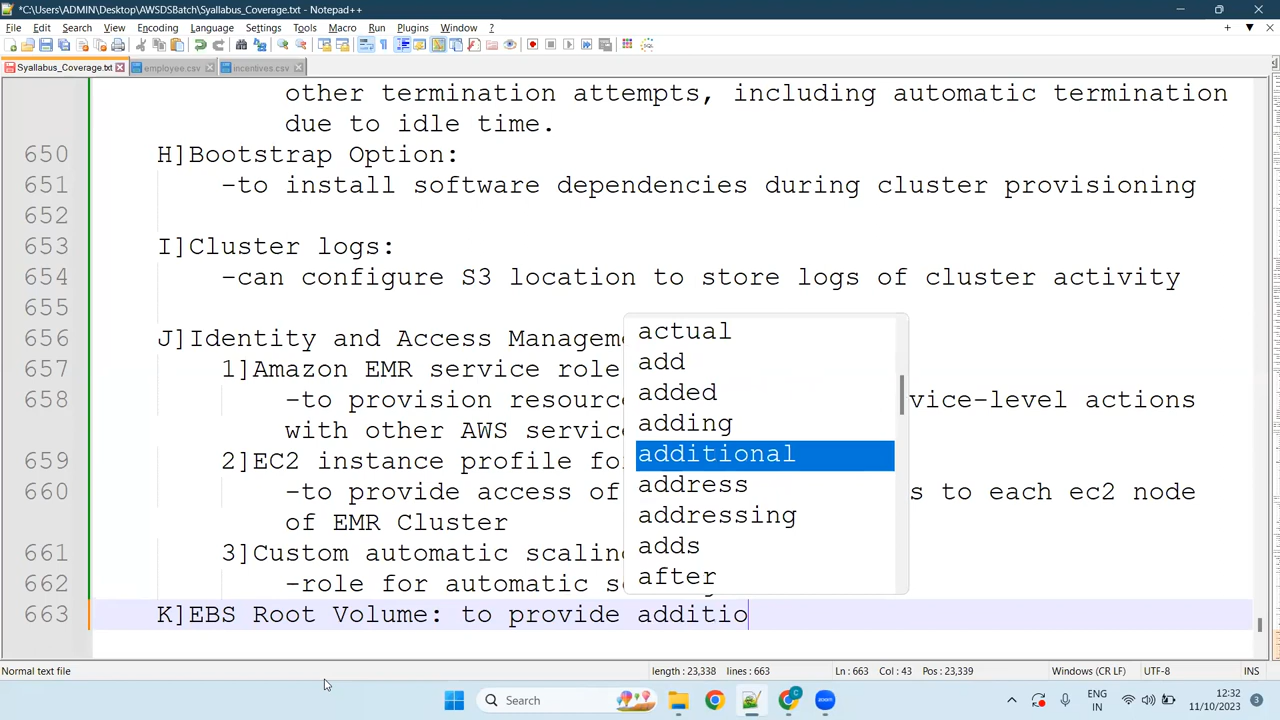 *C:\Users\ADMIN\Desktop\AWSDSBatch\Syallabus_Coverage.txt - Notepad++
File Edit Search View Encoding Language Settings Tools Macro Run Plugins Window ?
Syallabus_Coverage.txt employee.csv incentives.csv
other termination attempts, including automatic termination
due to idle time.
650 H]Bootstrap Option:
651 -to install software dependencies during cluster provisioning
652
653 I]Cluster logs:
654 -can configure S3 location to store logs of cluster activity
655
656 J]Identity and Access Managem
657 1]Amazon EMR service role
658 -to provision resourc vice-level actions
with other AWS servic
659 2]EC2 instance profile fo
660 -to provide access of s to each ec2 node
of EMR Cluster
661 3]Custom automatic scalin
662 -role for automatic s
663 K]EBS Root Volume: to provide additio
actual
add
added
adding
additional
address
addressing
adds
after
Normal text file length : 23,338 lines : 663 Ln : 663 Col : 43 Pos : 23,339 Windows (CR LF) UTF-8 INS
Search ENG IN 12:32 11/10/2023 3